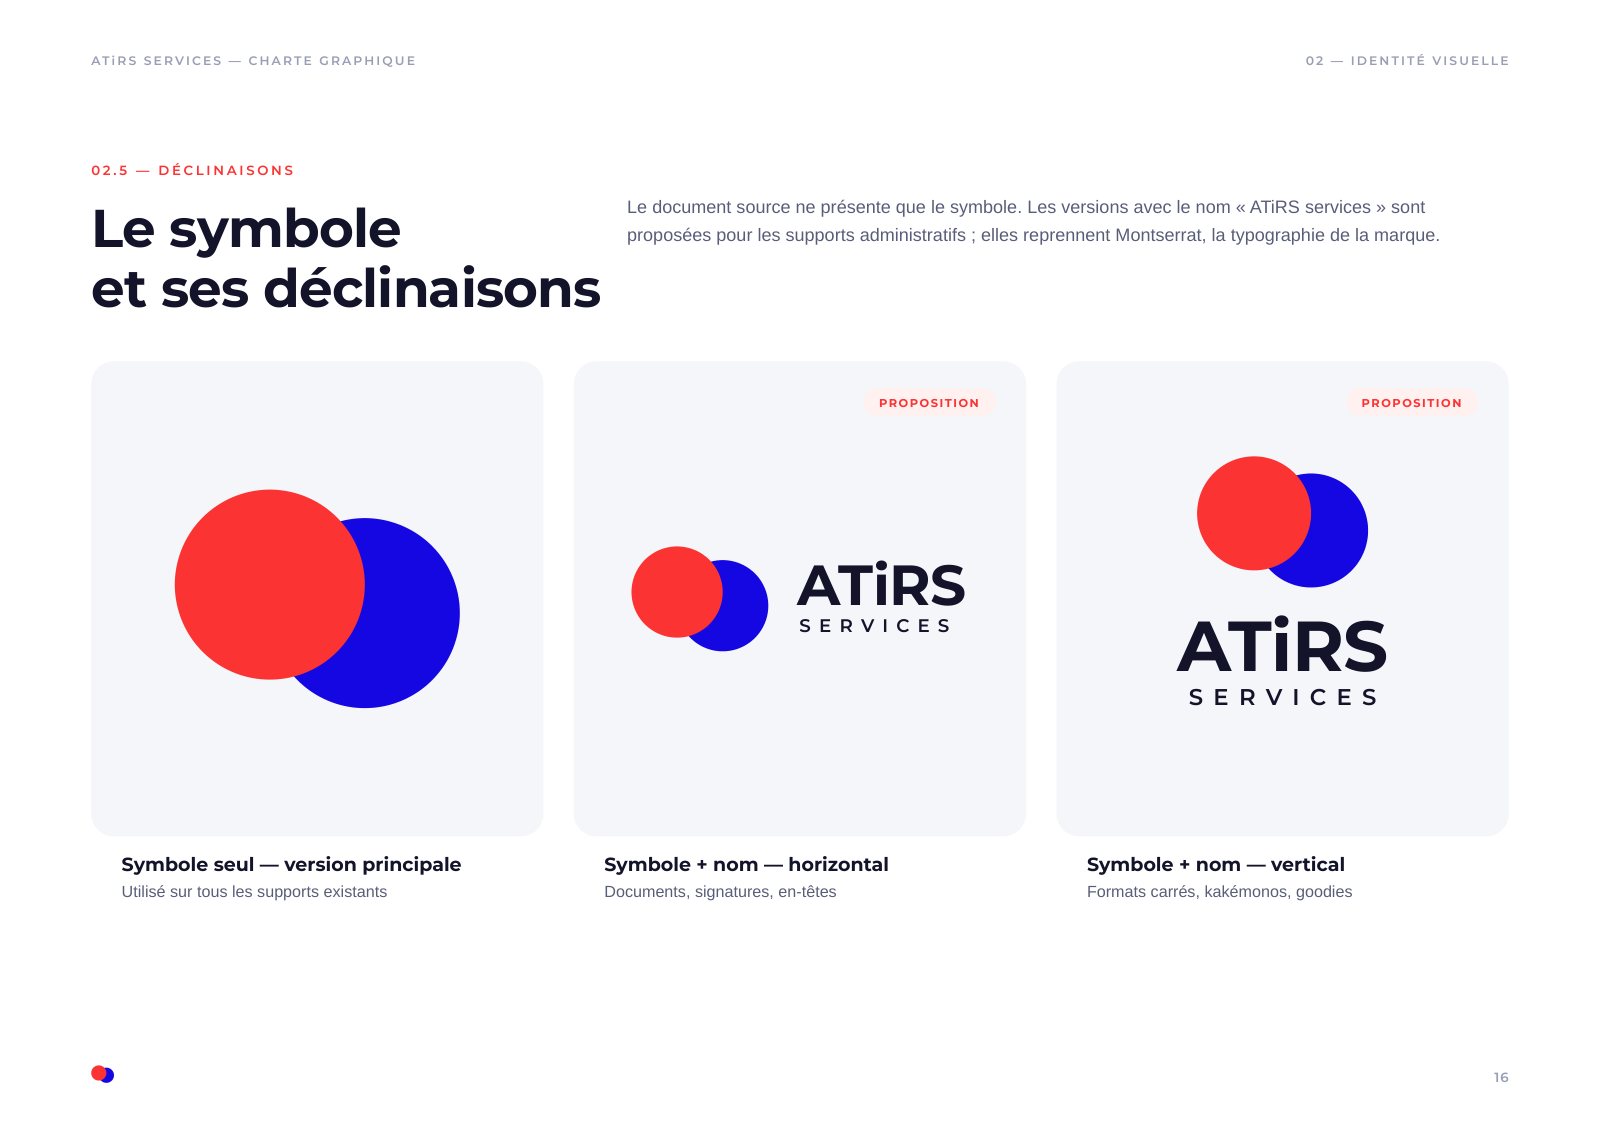 ATiRS SERVICES — CHARTE GRAPHIQUE
02 — IDENTITÉ VISUELLE
02.5 — DÉCLINAISONS
Le symbole
et ses déclinaisons
Le document source ne présente que le symbole. Les versions avec le nom « ATiRS services » sont
proposées pour les supports administratifs ; elles reprennent Montserrat, la typographie de la marque.
PROPOSITION
ATiRS
SERVICES
PROPOSITION
ATiRS
SERVICES
Symbole seul — version principale
Utilisé sur tous les supports existants
Symbole + nom — horizontal
Documents, signatures, en-têtes
Symbole + nom — vertical
Formats carrés, kakémonos, goodies
16